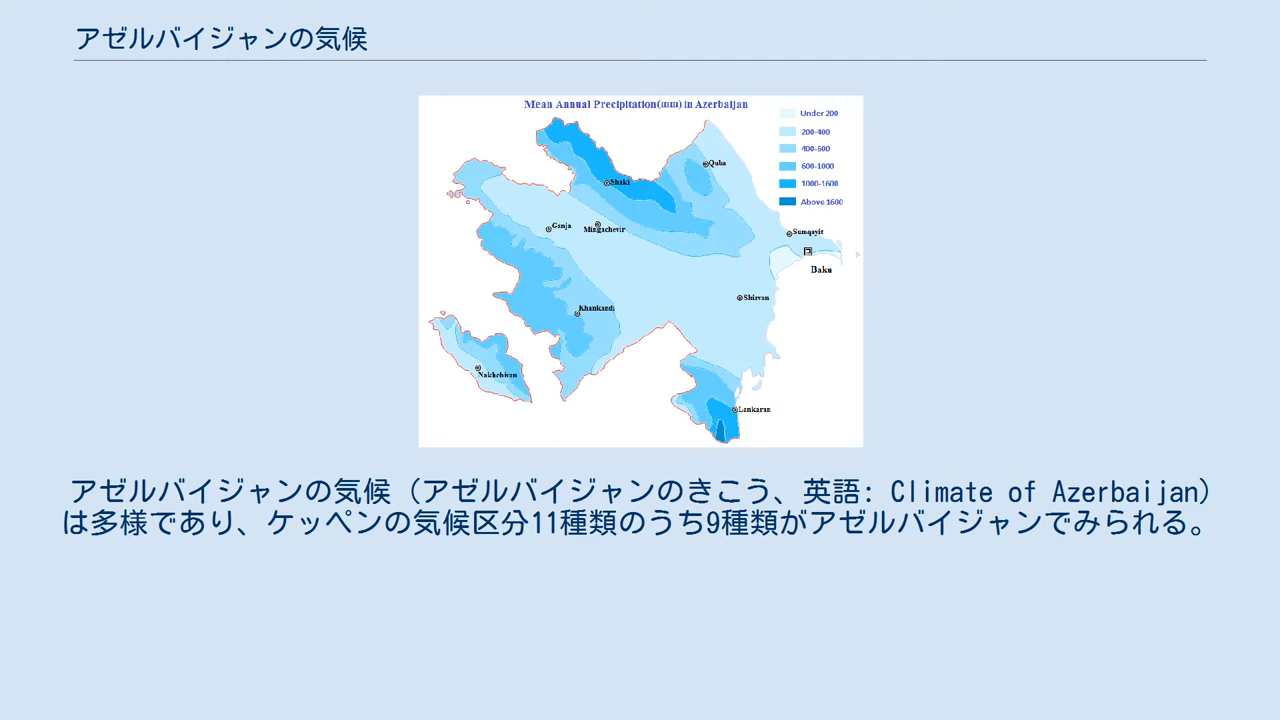 アゼルバイジャンの気候
Mean Annual Precipitation(mm) in Azerbaijan
Under 200
200-400
400-600
600-1000
1000-1600
Above 1600
Quba
Shaki
Ganja
Mingachevir
Sumqayit
Baku
Shirvan
Khankandi
Nakhchivan
Lankaran
アゼルバイジャンの気候（アゼルバイジャンのきこう、英語: Climate of Azerbaijan）
は多様であり、ケッペンの気候区分11種類のうち9種類がアゼルバイジャンでみられる。